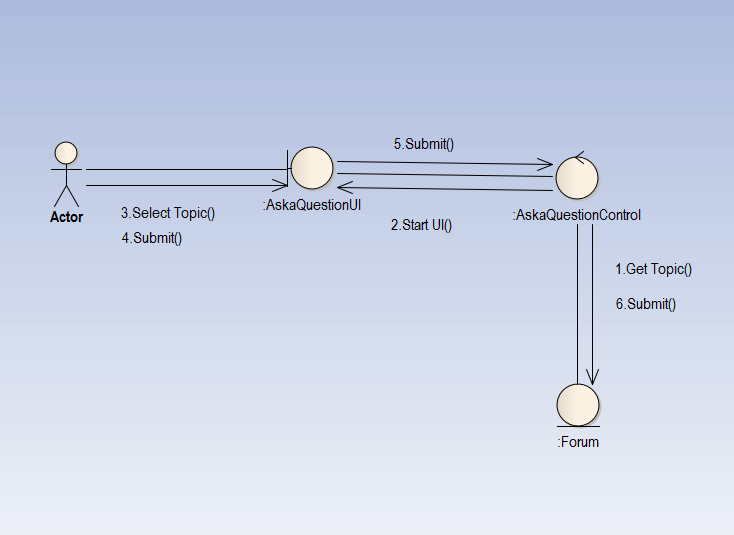 5.Submit()
:AskaQuestionUI
:AskaQuestionControl
Actor
3.Select Topic()
2.Start UI()
4.Submit()
1.Get Topic()
6.Submit()
:Forum